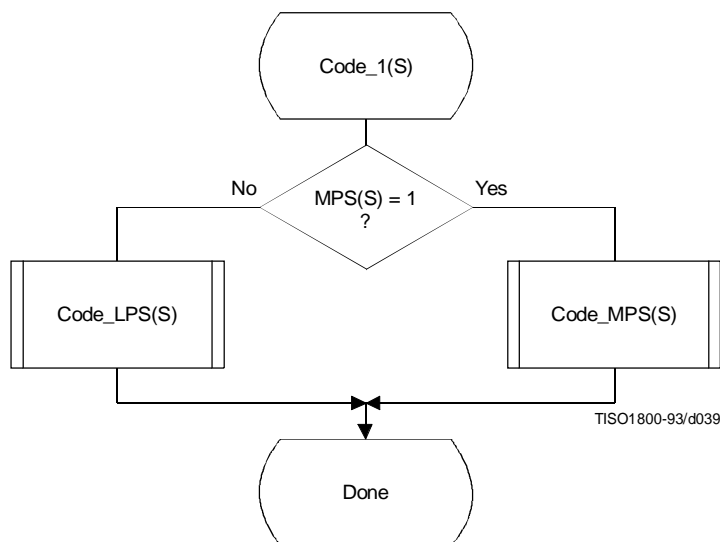 Code_1(S)
No
MPS(S) = 1
?
Yes
Code_LPS(S)
Code_MPS(S)
TISO1800-93/d039
Done